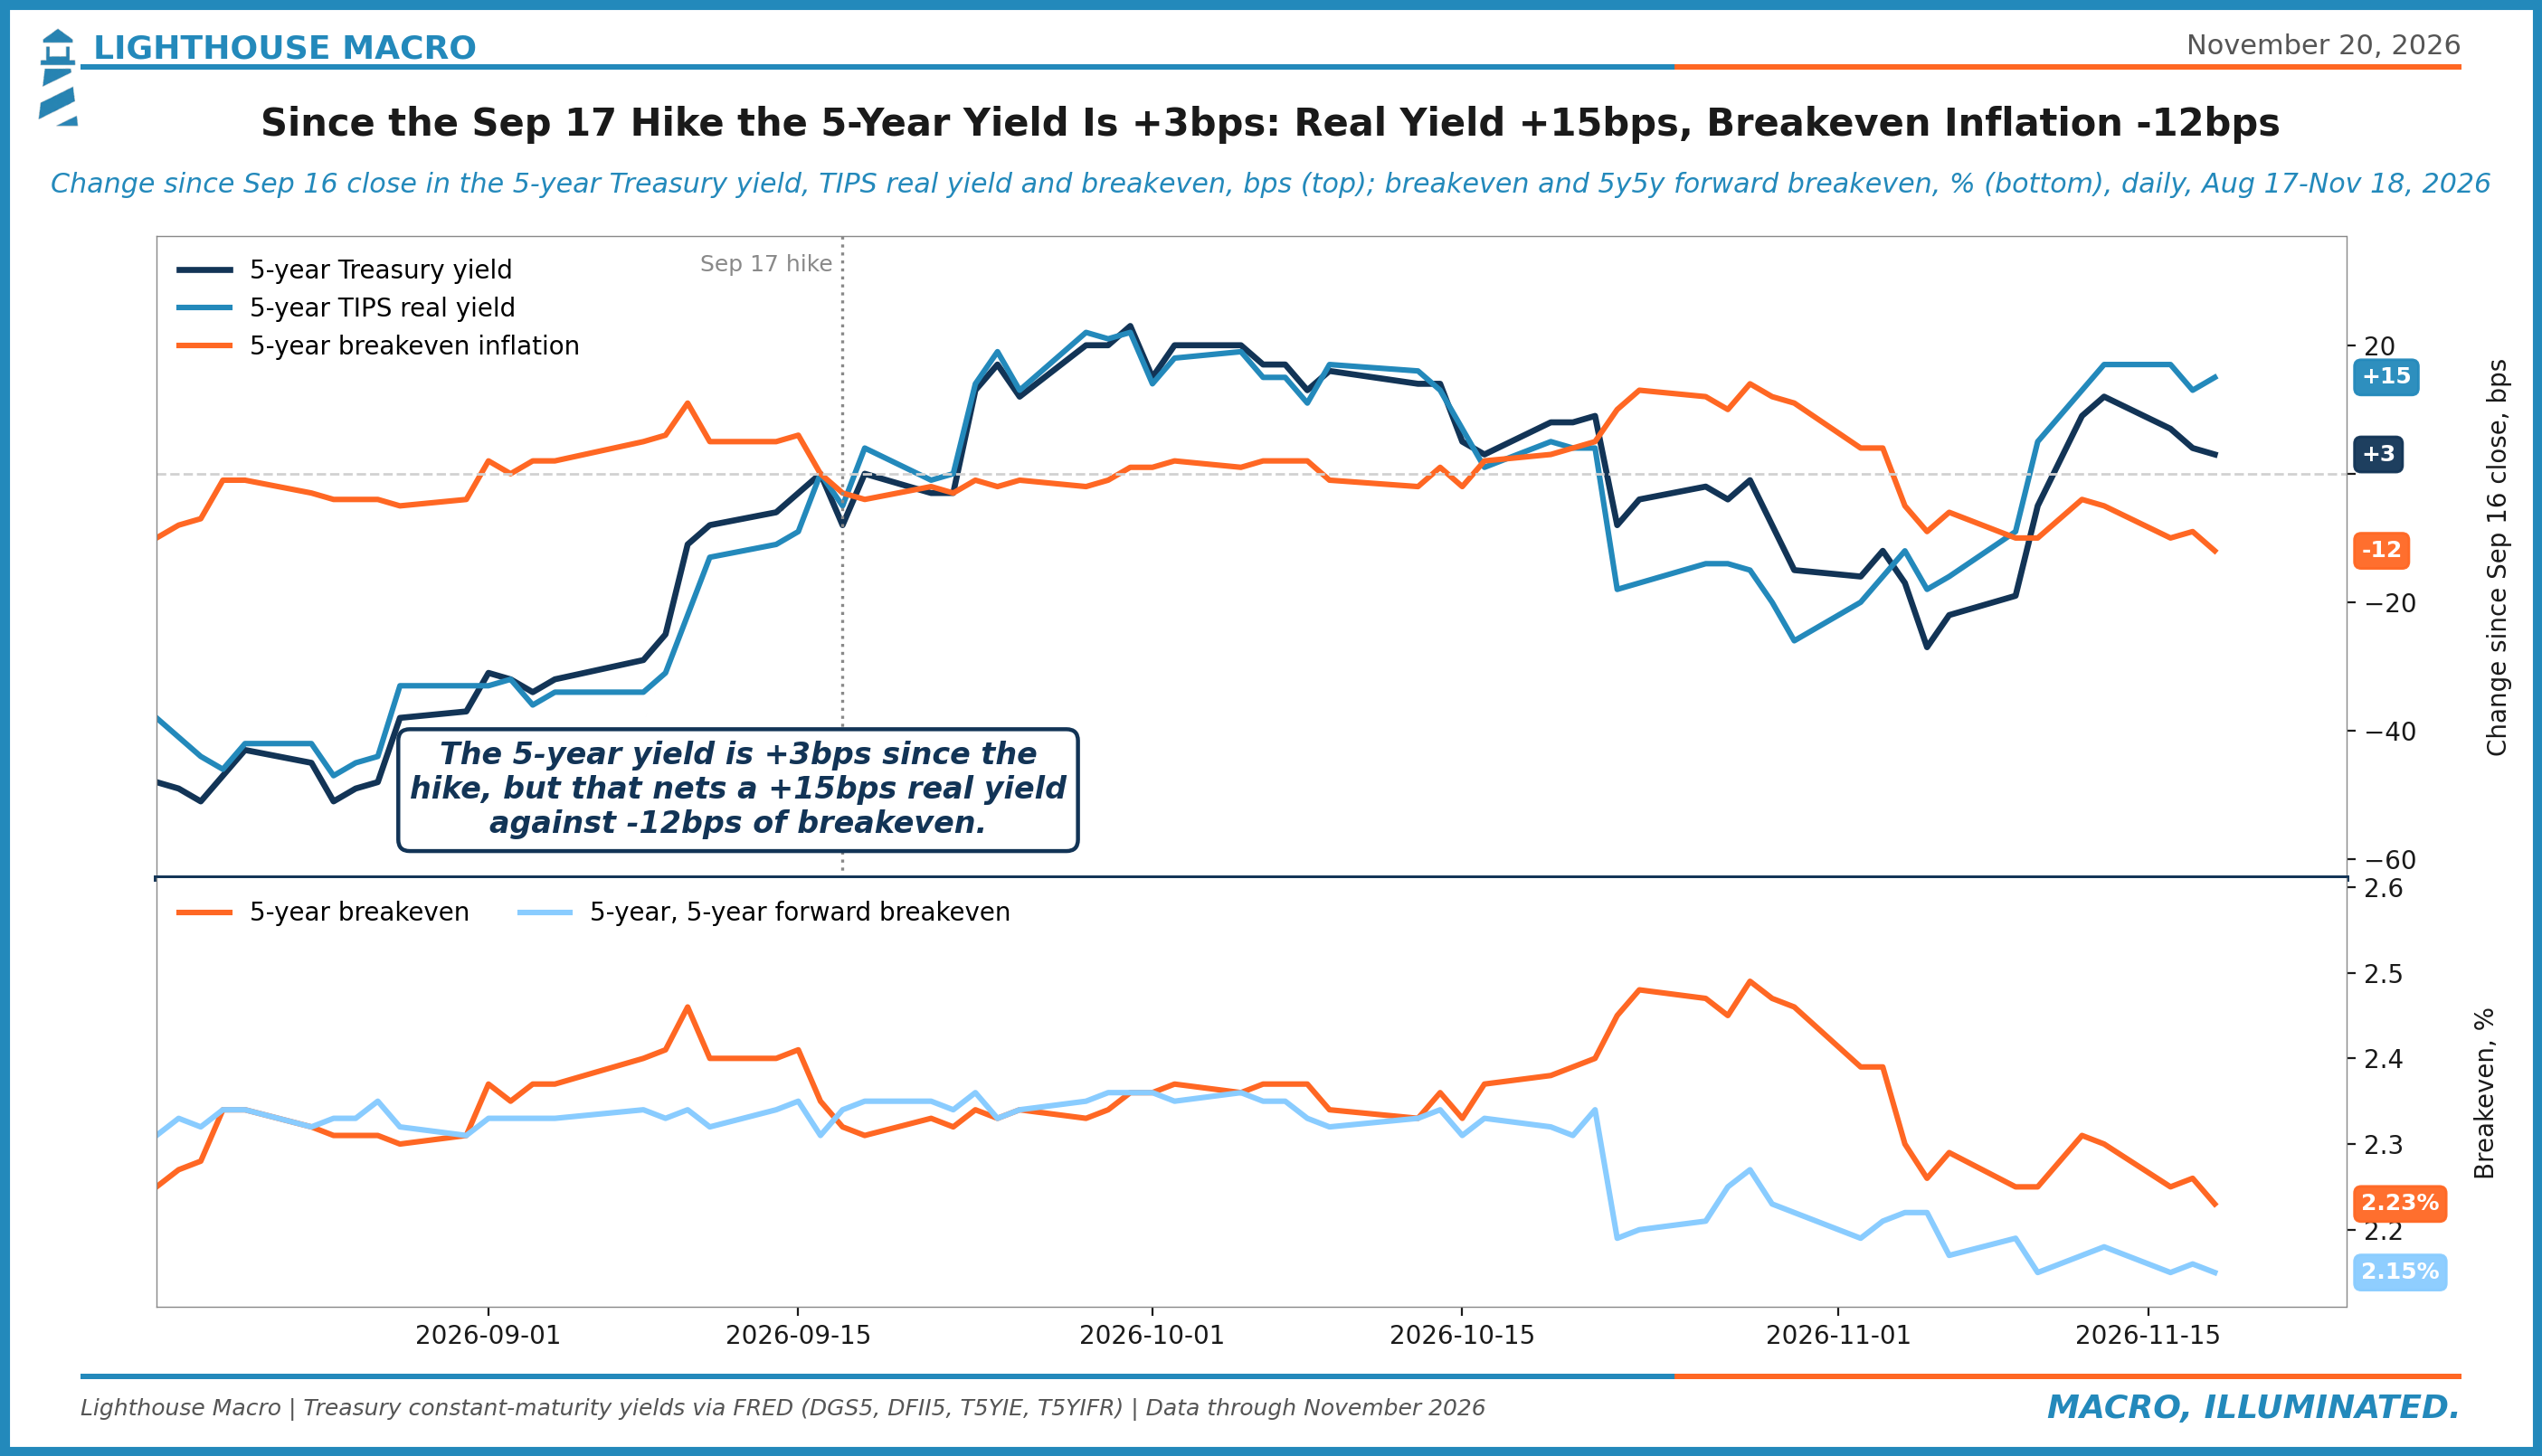 LIGHTHOUSE MACRO
November 20, 2026
Since the Sep 17 Hike the 5-Year Yield Is +3bps: Real Yield +15bps, Breakeven Inflation -12bps
Change since Sep 16 close in the 5-year Treasury yield, TIPS real yield and breakeven, bps (top); breakeven and 5y5y forward breakeven, % (bottom), daily, Aug 17-Nov 18, 2026
5-year Treasury yield
5-year TIPS real yield
5-year breakeven inflation
Sep 17 hike
20
+15
+3
-12
−20
−40
−60
Change since Sep 16 close, bps
The 5-year yield is +3bps since the
hike, but that nets a +15bps real yield
against -12bps of breakeven.
5-year breakeven
5-year, 5-year forward breakeven
2.6
2.5
2.4
2.3
2.23%
2.2
2.15%
Breakeven, %
2026-09-01
2026-09-15
2026-10-01
2026-10-15
2026-11-01
2026-11-15
Lighthouse Macro | Treasury constant-maturity yields via FRED (DGS5, DFII5, T5YIE, T5YIFR) | Data through November 2026
MACRO, ILLUMINATED.